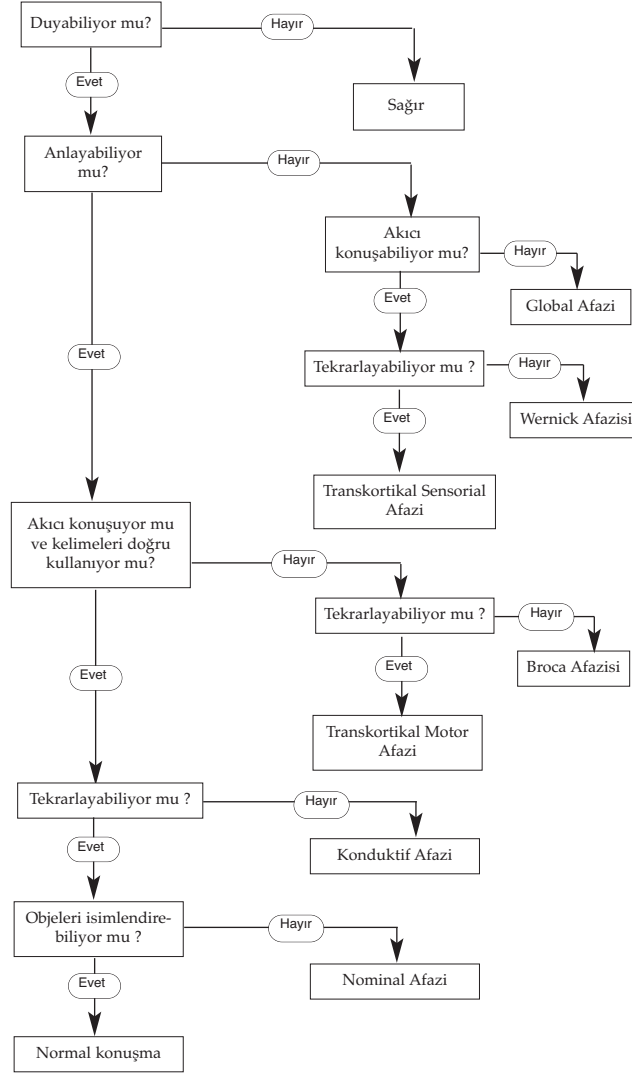 Duyabiliyor mu?
Hayır
Evet
Sağır
Anlayabiliyor
mu?
Hayır
Akıcı
konuşabiliyor mu?
Hayır
Evet
Global Afazi
Evet
Tekrarlayabiliyor mu ?
Hayır
Evet
Wernick Afazisi
Transkortikal Sensorial
Afazi
Akıcı konuşuyor mu
ve kelimeleri doğru
kullanıyor mu?
Hayır
Tekrarlayabiliyor mu ?
Hayır
Evet
Broca Afazisi
Evet
Transkortikal Motor
Afazi
Tekrarlayabiliyor mu ?
Hayır
Evet
Konduktif Afazi
Objeleri isimlendire-
biliyor mu ?
Hayır
Evet
Nominal Afazi
Normal konuşma